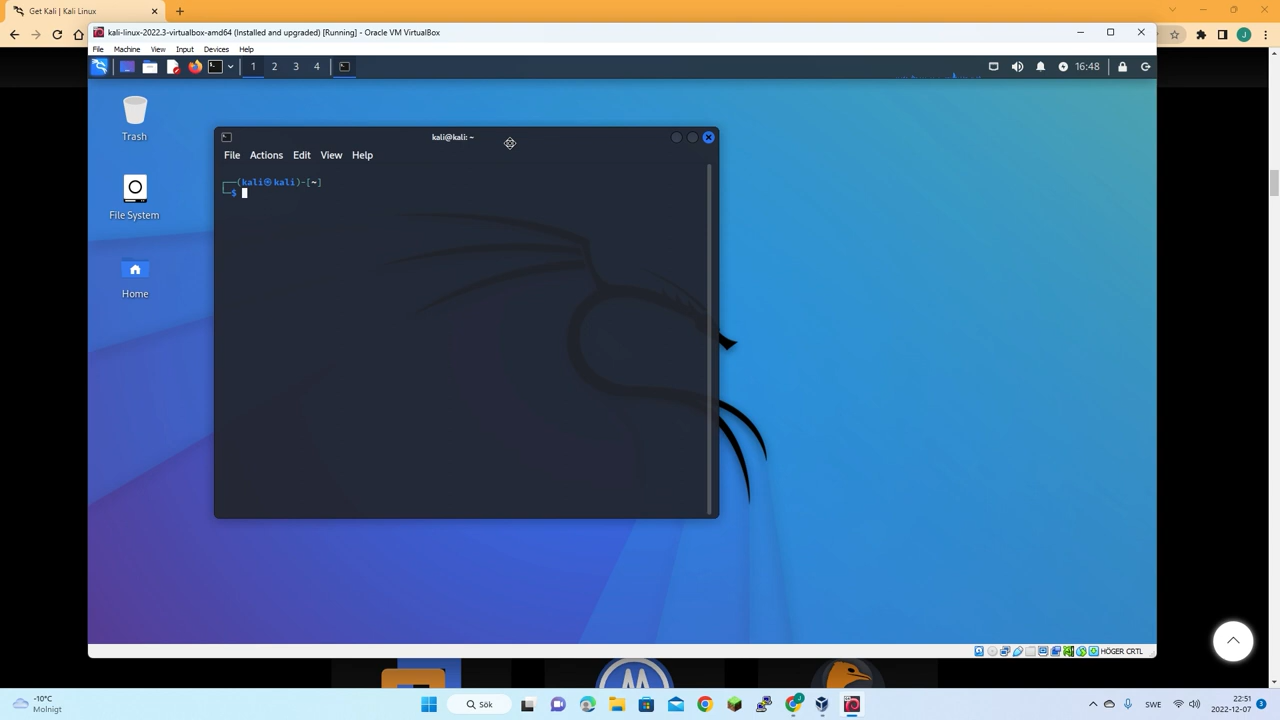 Get Kali | Kali Linux
kali-linux-2022.3-virtualbox-amd64 (Installed and upgraded) [Running] - Oracle VM VirtualBox
File Machine View Input Devices Help
1 2 3 4 16:48
Trash
File System
Home
kali@kali: ~
File Actions Edit View Help
┌──(kali㉿kali)-[~]
└─$
HÖGER CTRL
-10°C
Molnigt
Sök
SWE
22:51
2022-12-07
3